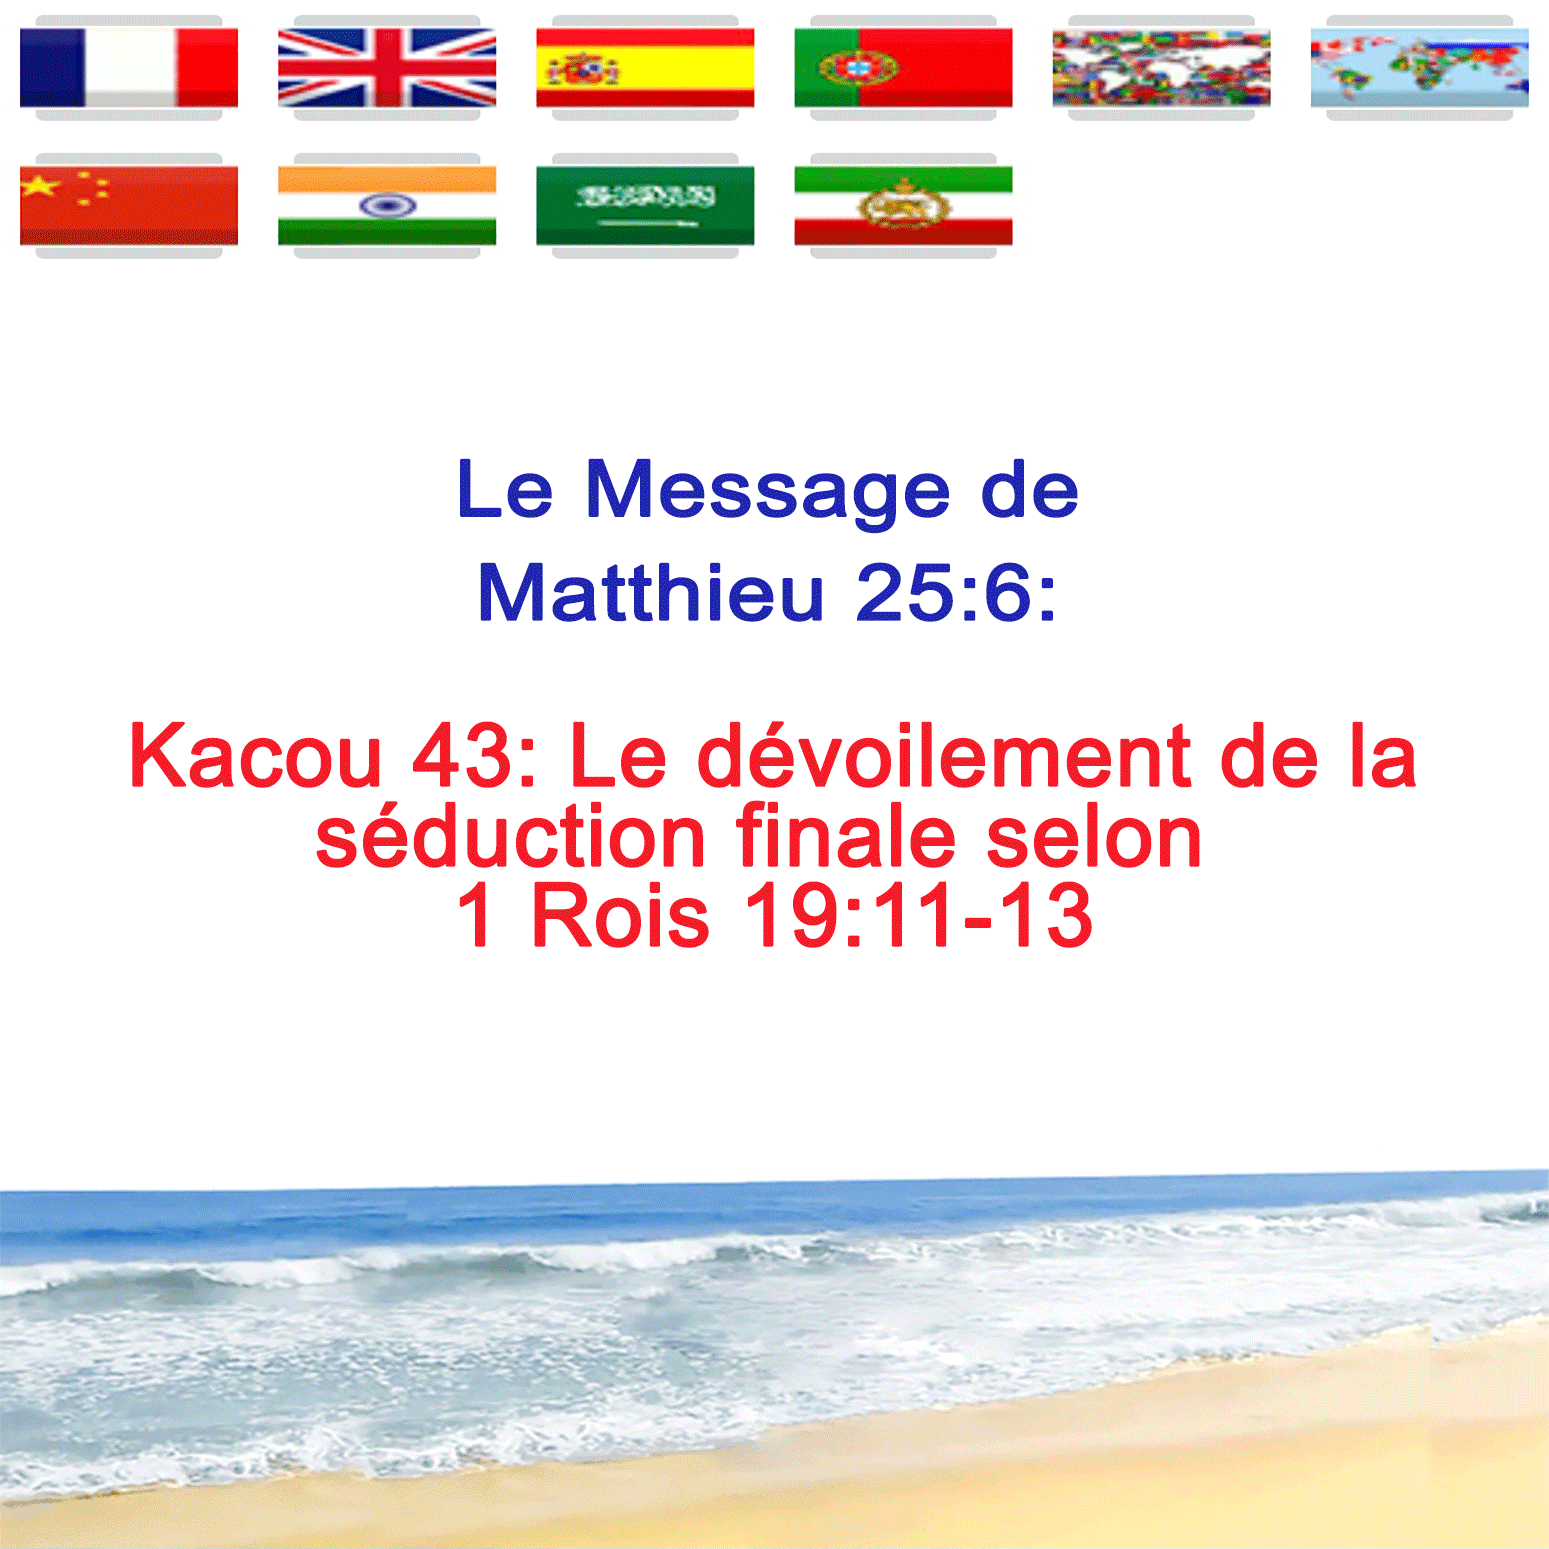 Le Message de
Matthieu 25:6:
Kacou 43: Le dévoilement de la
séduction finale selon
1 Rois 19:11-13